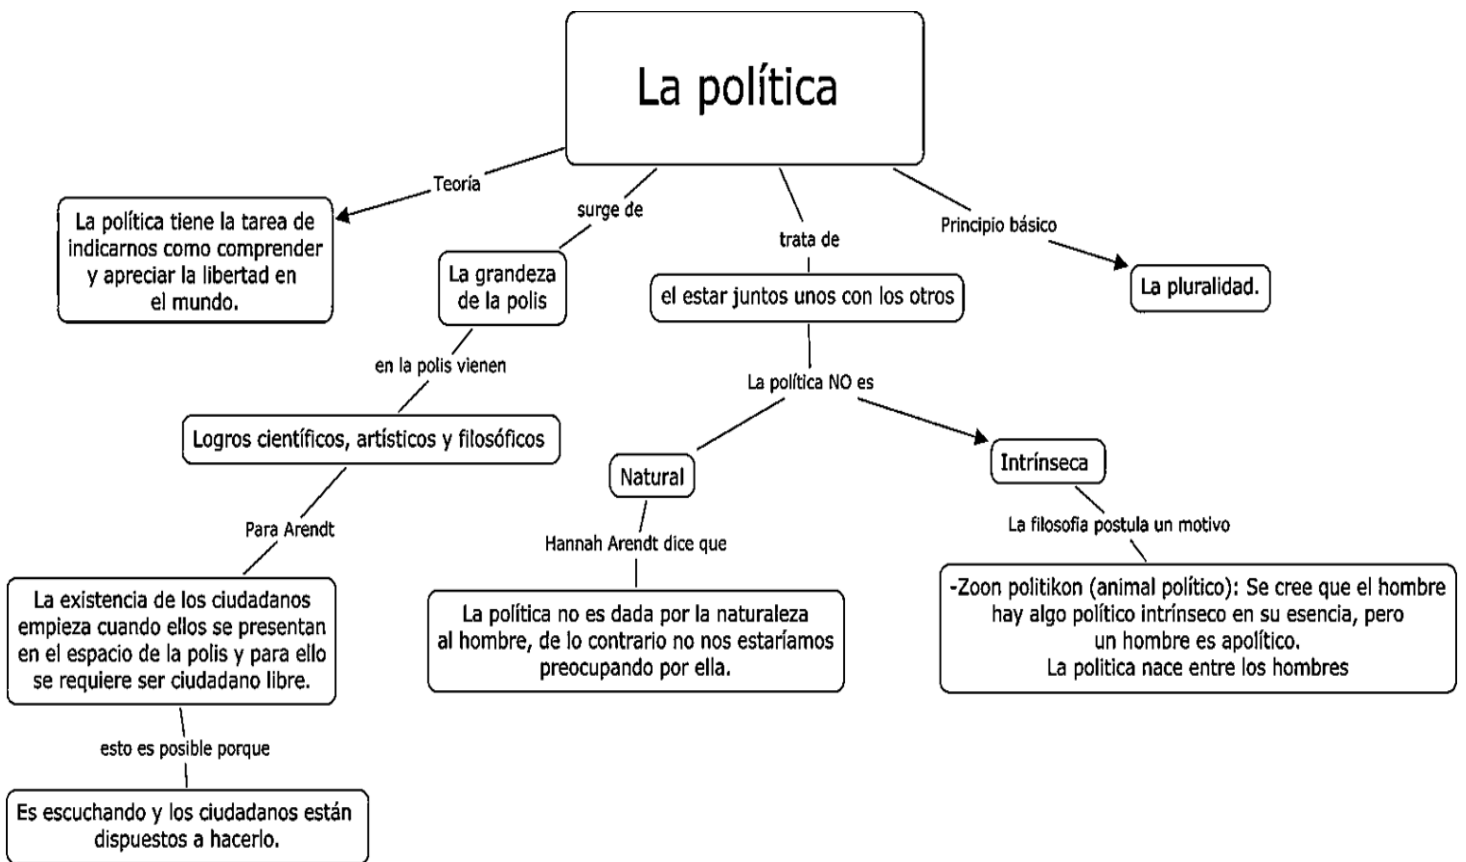 La política
Teoría
La política tiene la tarea de
indicarnos como comprender
y apreciar la libertad en
el mundo.
surge de
La grandeza
de la polis
en la polis vienen
Logros científicos, artísticos y filosóficos
Para Arendt
La existencia de los ciudadanos
empieza cuando ellos se presentan
en el espacio de la polis y para ello
se requiere ser ciudadano libre.
esto es posible porque
Es escuchando y los ciudadanos están
dispuestos a hacerlo.
trata de
el estar juntos unos con los otros
La política NO es
Natural
Hannah Arendt dice que
La política no es dada por la naturaleza
al hombre, de lo contrario no nos estaríamos
preocupando por ella.
Intrínseca
La filosofia postula un motivo
-Zoon politikon (animal político): Se cree que el hombre
hay algo político intrínseco en su esencia, pero
un hombre es apolítico.
La politica nace entre los hombres
Principio básico
La pluralidad.